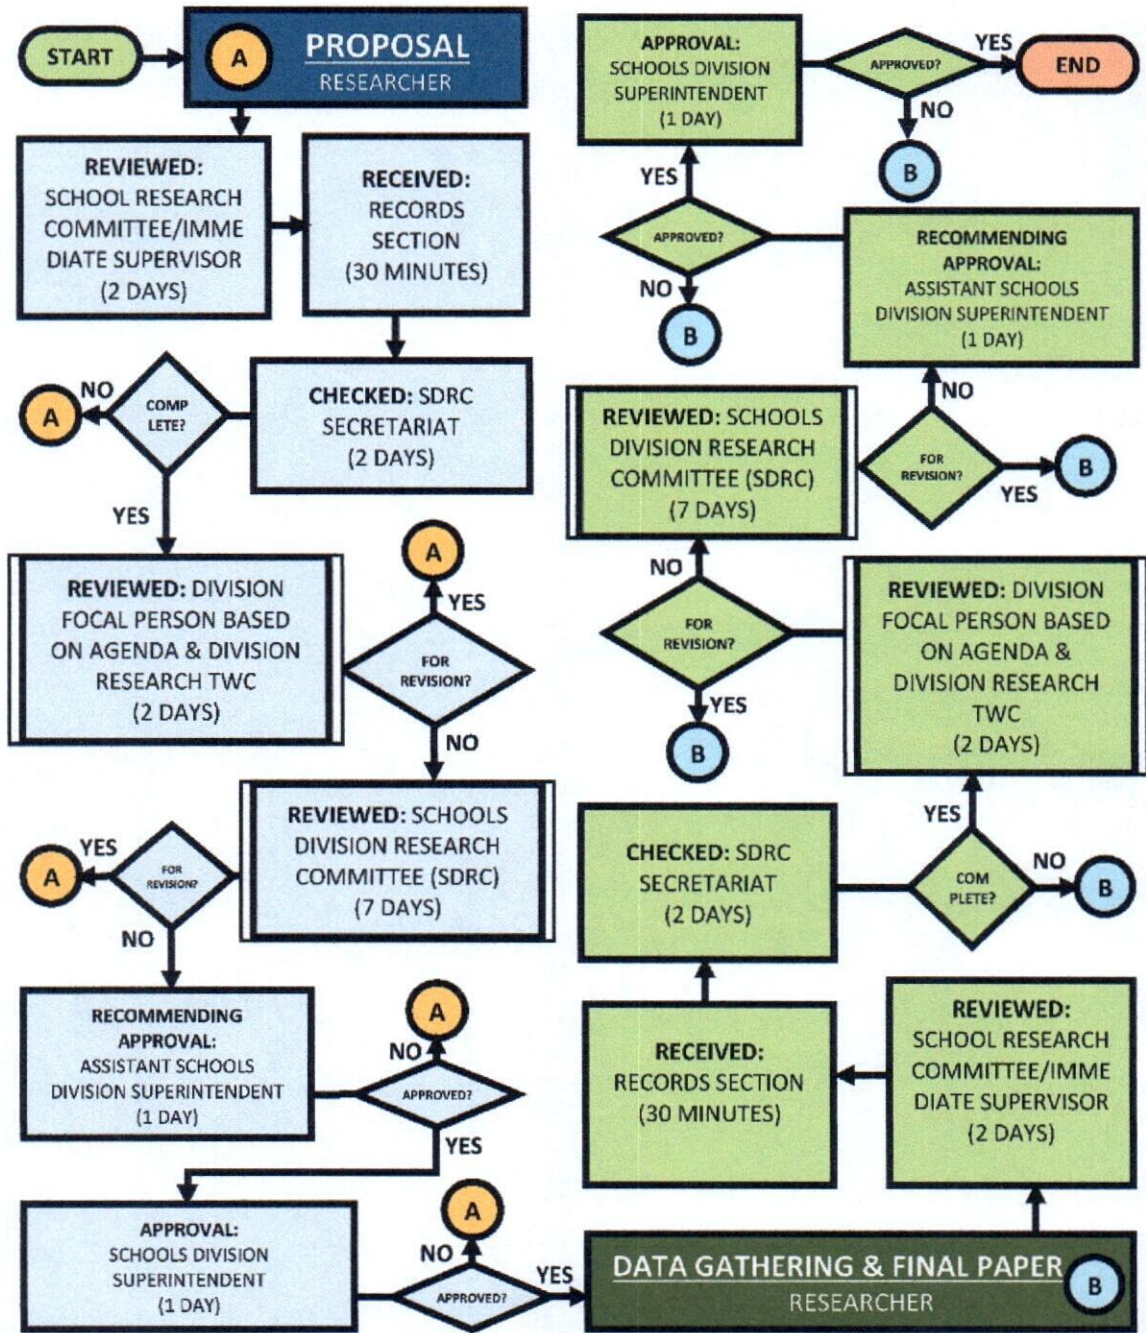 START
A
PROPOSAL
RESEARCHER
REVIEWED:
SCHOOL RESEARCH
COMMITTEE/IMME
DIATE SUPERVISOR
(2 DAYS)
RECEIVED:
RECORDS
SECTION
(30 MINUTES)
CHECKED: SDRC
SECRETARIAT
(2 DAYS)
COMP
LETE?
NO
A
YES
REVIEWED: DIVISION
FOCAL PERSON BASED
ON AGENDA & DIVISION
RESEARCH TWC
(2 DAYS)
FOR
REVISION?
YES
A
NO
REVIEWED: SCHOOLS
DIVISION RESEARCH
COMMITTEE (SDRC)
(7 DAYS)
FOR
REVISION?
YES
A
NO
RECOMMENDING
APPROVAL:
ASSISTANT SCHOOLS
DIVISION SUPERINTENDENT
(1 DAY)
APPROVED?
NO
A
YES
APPROVAL:
SCHOOLS DIVISION
SUPERINTENDENT
(1 DAY)
APPROVED?
NO
A
YES
DATA GATHERING & FINAL PAPER
RESEARCHER
B
REVIEWED:
SCHOOL RESEARCH
COMMITTEE/IMME
DIATE SUPERVISOR
(2 DAYS)
RECEIVED:
RECORDS SECTION
(30 MINUTES)
CHECKED: SDRC
SECRETARIAT
(2 DAYS)
COM
PLETE?
NO
B
YES
REVIEWED: DIVISION
FOCAL PERSON BASED
ON AGENDA &
DIVISION RESEARCH
TWC
(2 DAYS)
FOR
REVISION?
YES
B
NO
REVIEWED: SCHOOLS
DIVISION RESEARCH
COMMITTEE (SDRC)
(7 DAYS)
FOR
REVISION?
YES
B
NO
RECOMMENDING
APPROVAL:
ASSISTANT SCHOOLS
DIVISION SUPERINTENDENT
(1 DAY)
APPROVED?
NO
B
YES
APPROVAL:
SCHOOLS DIVISION
SUPERINTENDENT
(1 DAY)
APPROVED?
NO
B
YES
END